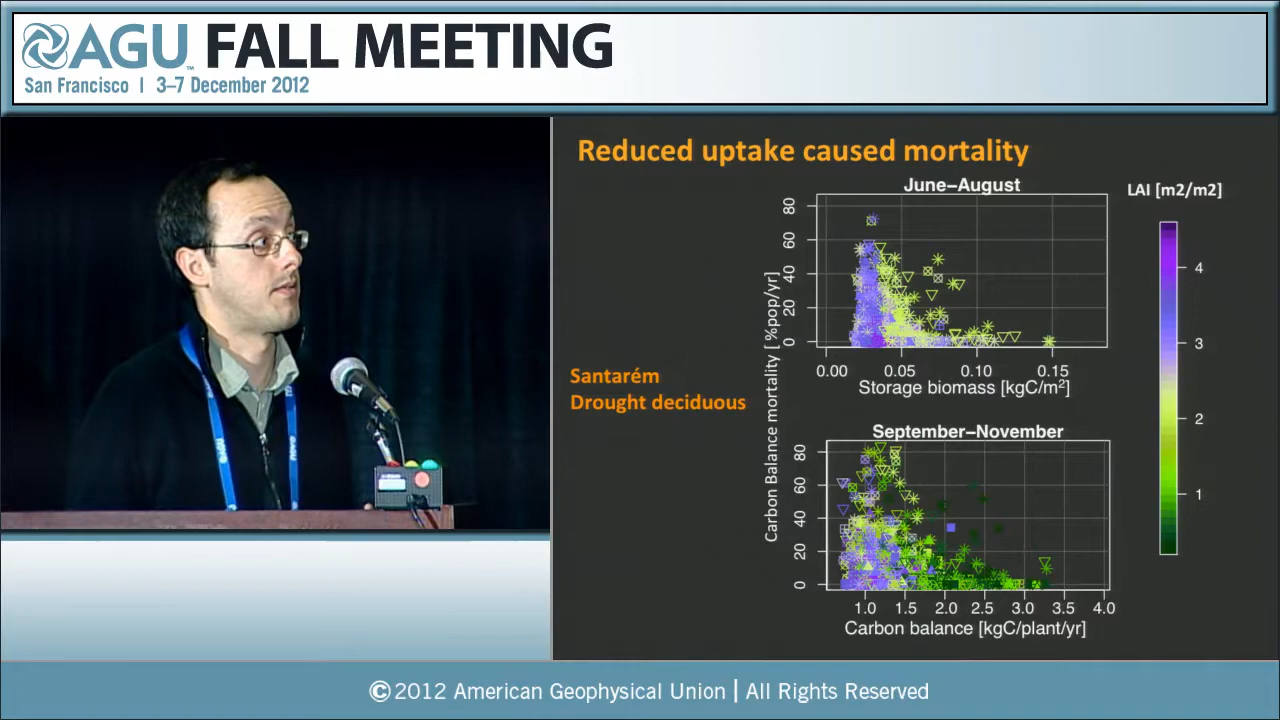 AGU FALL MEETING
San Francisco | 3–7 December 2012
Reduced uptake caused mortality
June–August
LAI [m2/m2]
80
60
40
20
0
0.00 0.05 0.10 0.15
Storage biomass [kgC/m²]
Santarém
Drought deciduous
Carbon Balance mortality [ %pop/yr]
September–November
80
60
40
20
0
1.0 1.5 2.0 2.5 3.0 3.5 4.0
Carbon balance [kgC/plant/yr]
4
3
2
1
© 2012 American Geophysical Union | All Rights Reserved